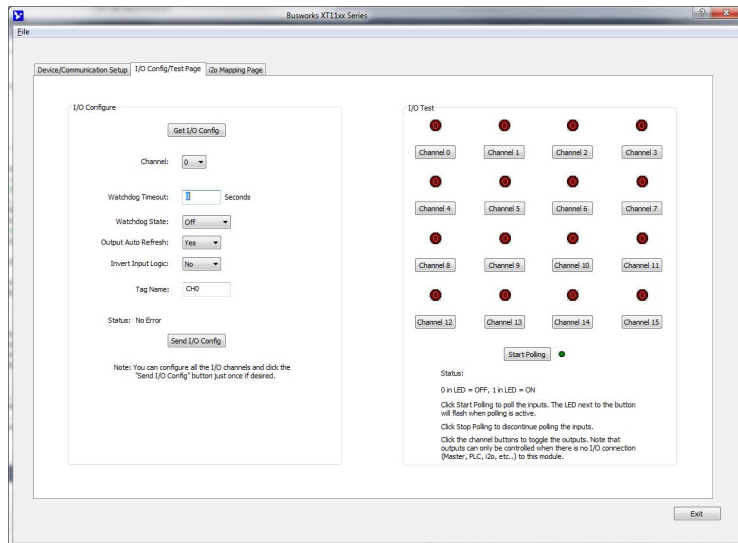 Busworks XT11xx Series
File
Device/Communication Setup
I/O Config/Test Page
i2o Mapping Page
I/O Configure
Get I/O Config
Channel: 0
Watchdog Timeout: 0 Seconds
Watchdog State: Off
Output Auto Refresh: Yes
Invert Input Logic: No
Tag Name: CH0
Status: No Error
Send I/O Config
Note: You can configure all the I/O channels and click the
"Send I/O Config" button just once if desired.
I/O Test
0 0 0 0
Channel 0 Channel 1 Channel 2 Channel 3
0 0 0 0
Channel 4 Channel 5 Channel 6 Channel 7
0 0 0 0
Channel 8 Channel 9 Channel 10 Channel 11
0 0 0 0
Channel 12 Channel 13 Channel 14 Channel 15
Start Polling
Status:
0 in LED = OFF, 1 in LED = ON
Click Start Polling to poll the inputs. The LED next to the button
will flash when polling is active.
Click Stop Polling to discontinue polling the inputs.
Click the channel buttons to toggle the outputs. Note that
outputs can only be controlled when there is no I/O connection
(Master, PLC, i2o, etc..) to this module.
Exit